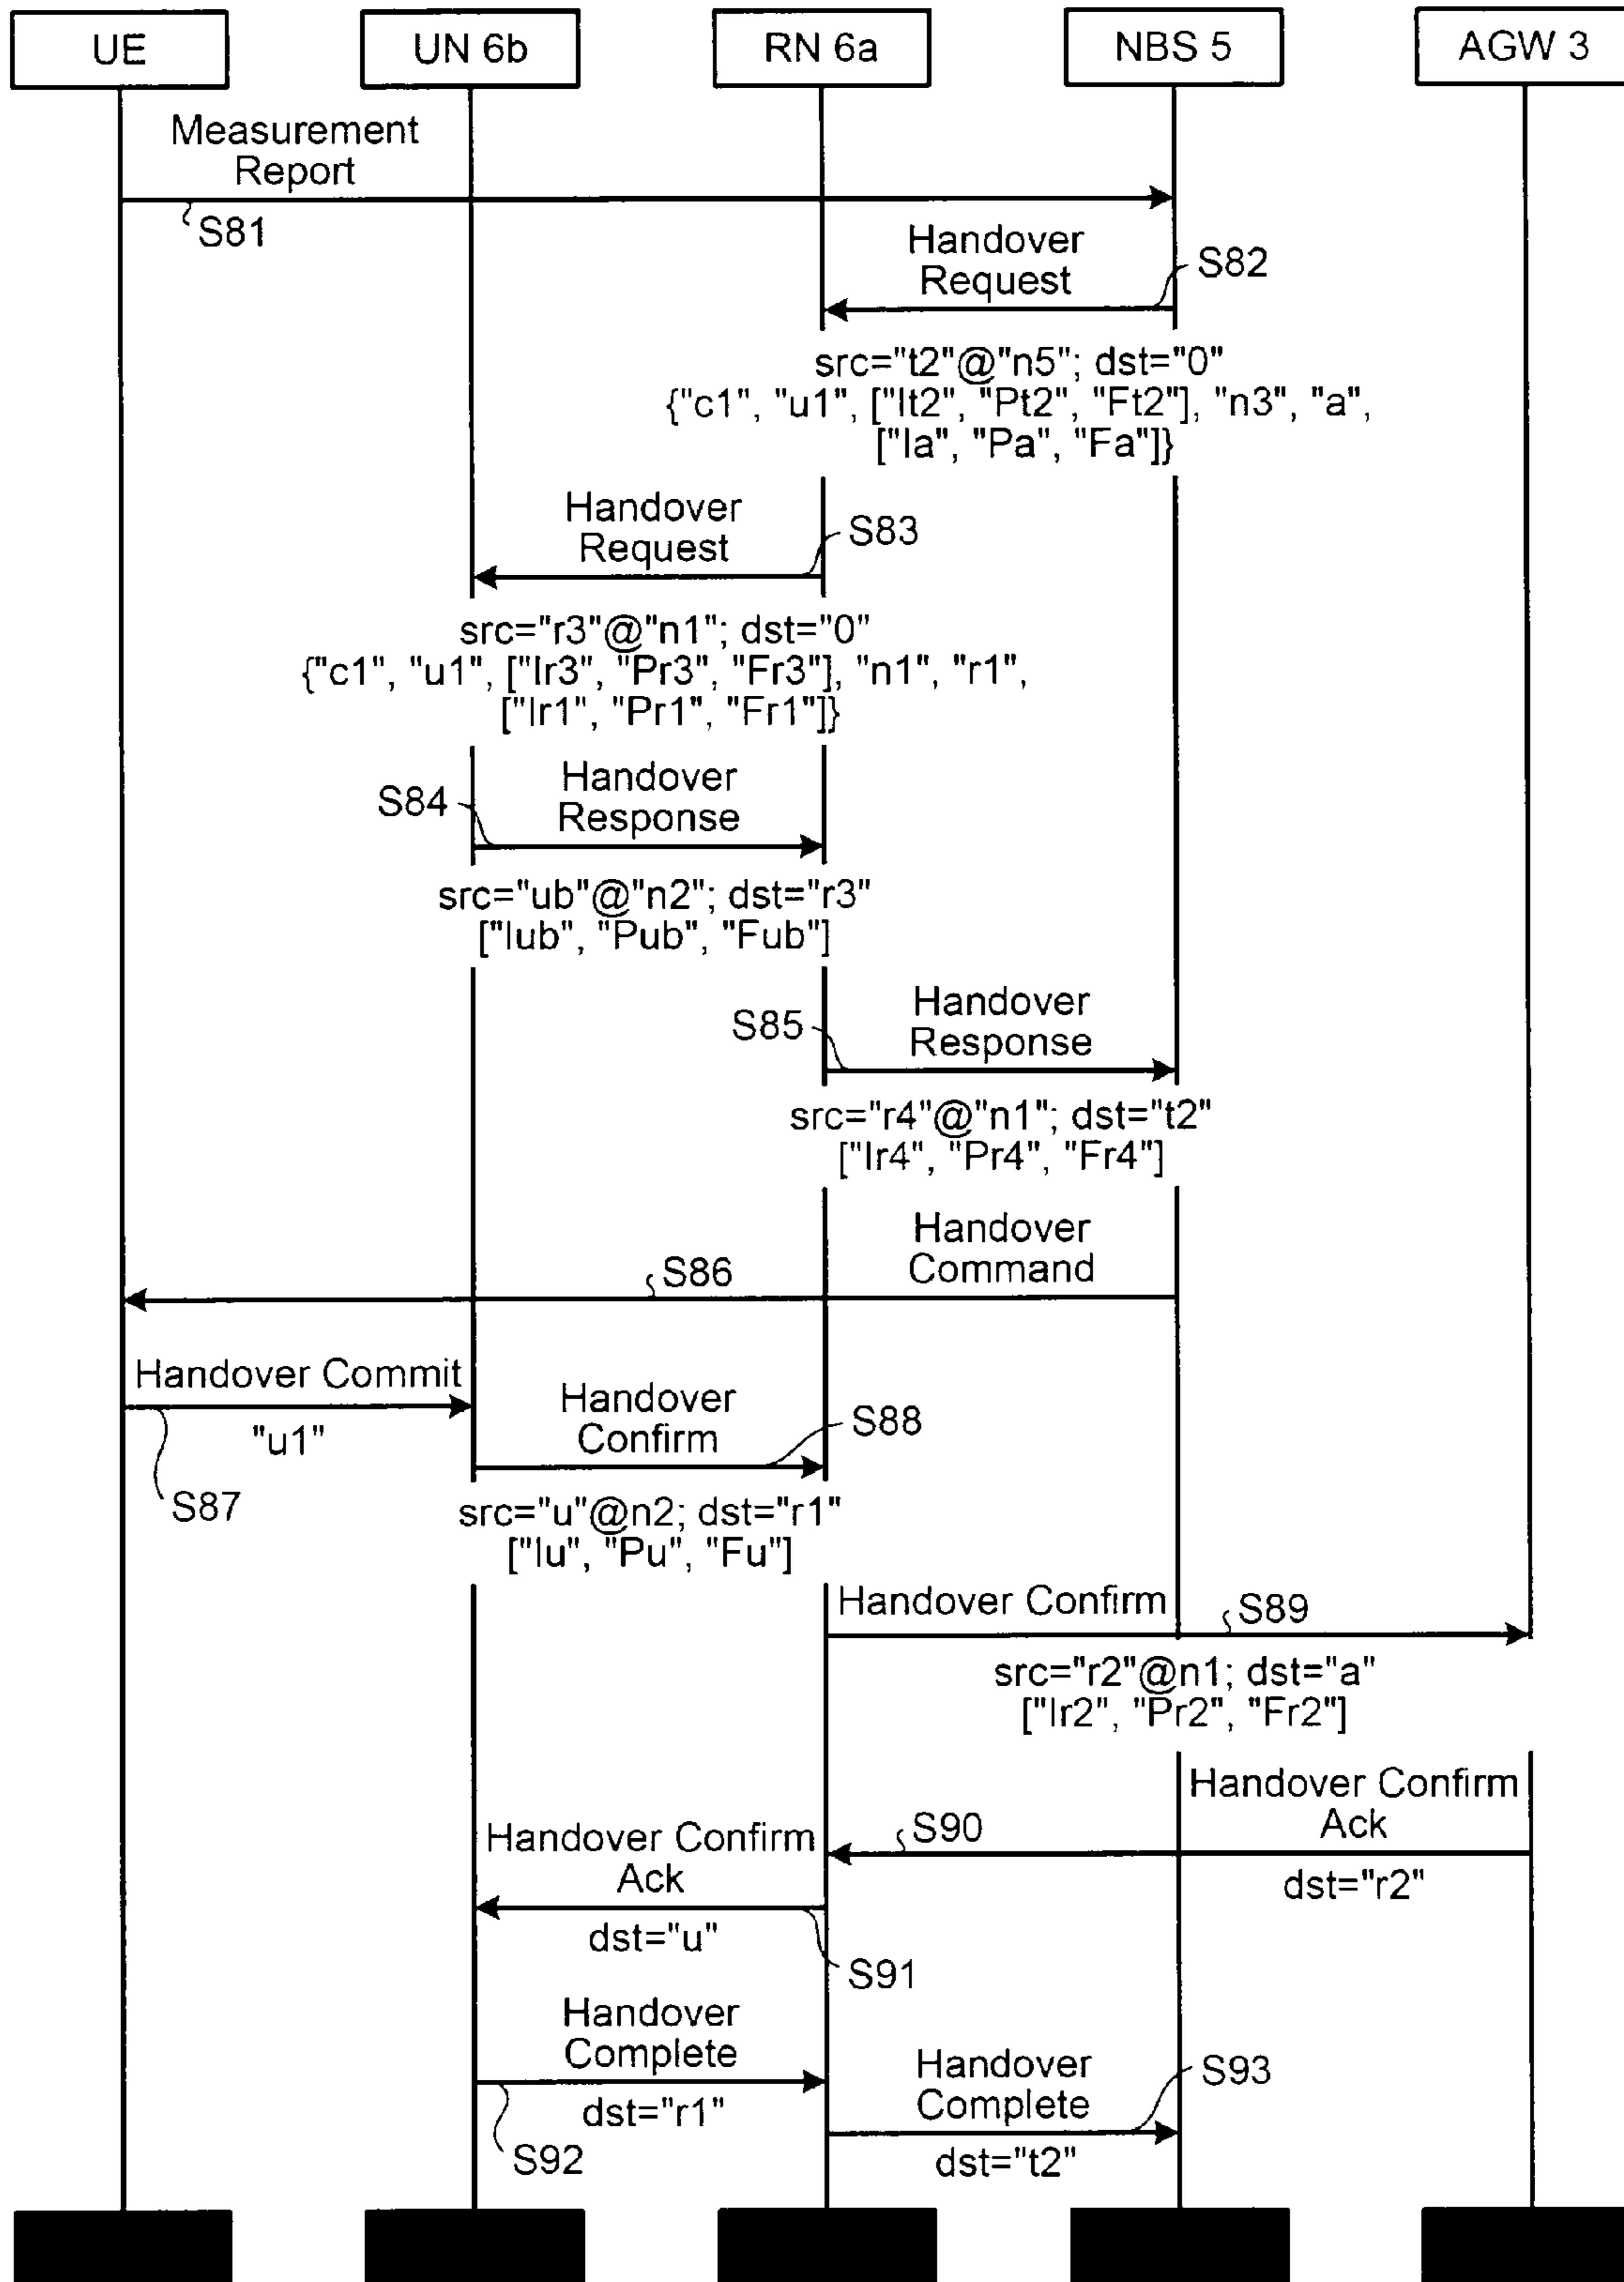 UE
UN 6b
RN 6a
NBS 5
AGW 3
Measurement
Report
S81
Handover
Request
S82
src="t2"@"n5"; dst="0"
{"c1", "u1", ["It2", "Pt2", "Ft2"], "n3", "a",
["Ia", "Pa", "Fa"]}
Handover
Request
S83
src="r3"@"n1"; dst="0"
{"c1", "u1", ["Ir3", "Pr3", "Fr3"], "n1", "r1",
["Ir1", "Pr1", "Fr1"]}
S84
Handover
Response
src="ub"@"n2"; dst="r3"
["Iub", "Pub", "Fub"]
S85
Handover
Response
src="r4"@"n1"; dst="t2"
["Ir4", "Pr4", "Fr4"]
Handover
Command
S86
Handover Commit
"u1"
S87
Handover
Confirm
S88
src="u"@n2; dst="r1"
["Iu", "Pu", "Fu"]
Handover Confirm
S89
src="r2"@n1; dst="a"
["Ir2", "Pr2", "Fr2"]
Handover Confirm
Ack
S90
dst="r2"
Handover Confirm
Ack
dst="u"
S91
Handover
Complete
dst="r1"
S92
Handover
Complete
S93
dst="t2"